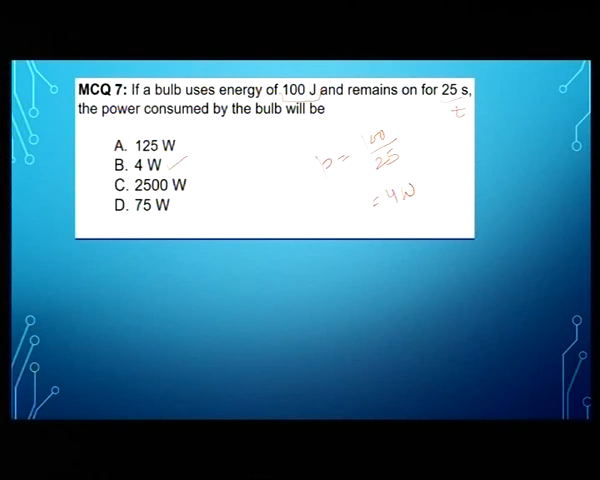 MCQ 7: If a bulb uses energy of 100 J and remains on for 25 s,
the power consumed by the bulb will be
t
A. 125 W
B. 4 W
C. 2500 W
D. 75 W
p = 100
25
= 4W